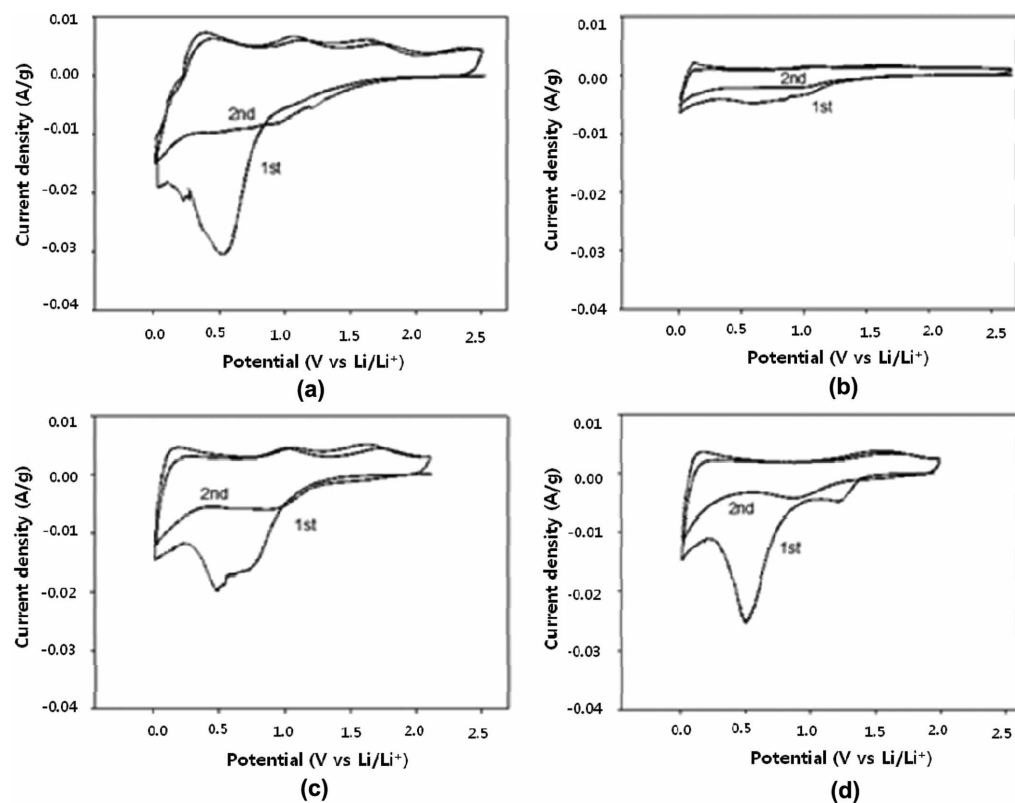 0.01
0.00
-0.01
-0.02
-0.03
-0.04
Current density (A/g)
2nd
1st
0.0 0.5 1.0 1.5 2.0 2.5
Potential (V vs Li/Li⁺)
(a)
0.01
0.00
-0.01
-0.02
-0.03
-0.04
Current density (A/g)
2nd
1st
0.0 0.5 1.0 1.5 2.0 2.5
Potential (V vs Li/Li⁺)
(b)
0.01
0.00
-0.01
-0.02
-0.03
-0.04
Current density (A/g)
2nd
1st
0.0 0.5 1.0 1.5 2.0 2.5
Potential (V vs Li/Li⁺)
(c)
0.01
0.00
-0.01
-0.02
-0.03
-0.04
Current density (A/g)
2nd
1st
0.0 0.5 1.0 1.5 2.0 2.5
Potential (V vs Li/Li⁺)
(d)